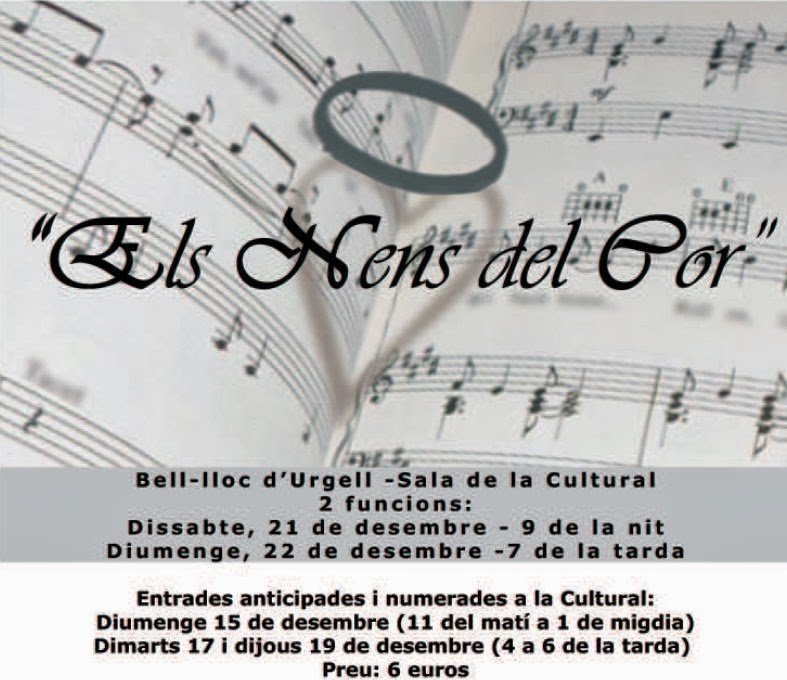 "Els Nens del Cor"
A E
Bell-lloc d'Urgell -Sala de la Cultural
2 funcions:
Dissabte, 21 de desembre - 9 de la nit
Diumenge, 22 de desembre -7 de la tarda
Entrades anticipades i numerades a la Cultural:
Diumenge 15 de desembre (11 del matí a 1 de migdia)
Dimarts 17 i dijous 19 de desembre (4 a 6 de la tarda)
Preu: 6 euros